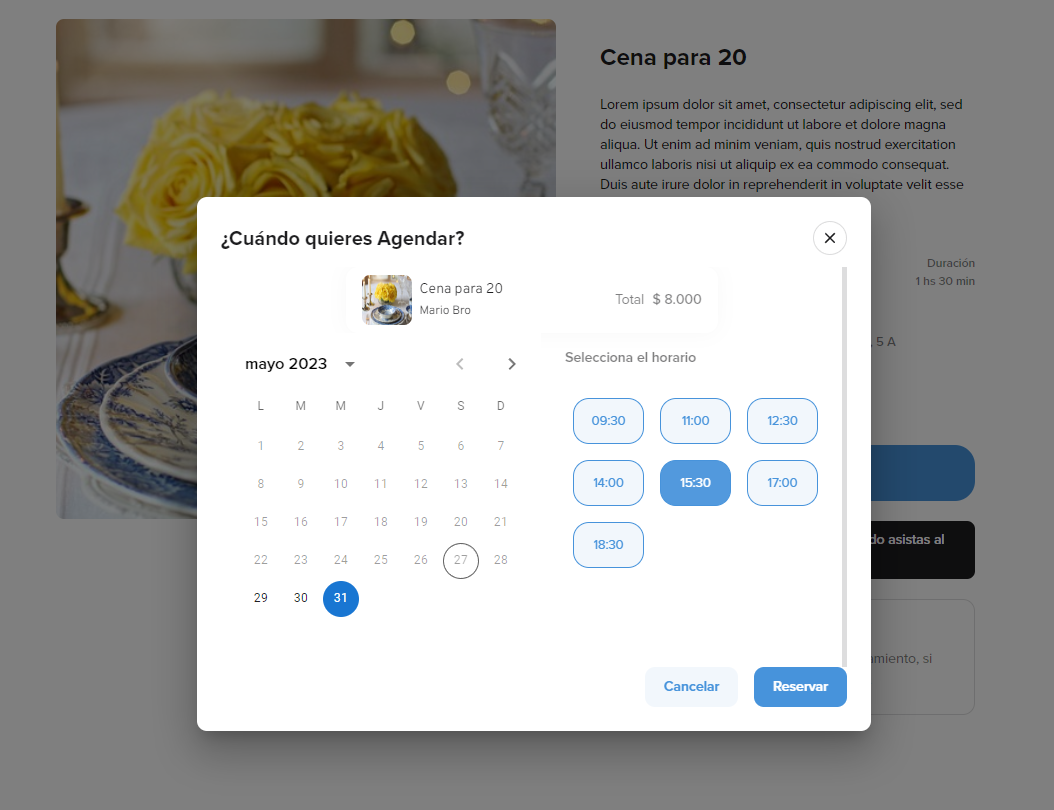 Cena para 20
Lorem ipsum dolor sit amet, consectetur adipiscing elit, sed
do eiusmod tempor incididunt ut labore et dolore magna
aliqua. Ut enim ad minim veniam, quis nostrud exercitation
ullamco laboris nisi ut aliquip ex ea commodo consequat.
Duis aute irure dolor in reprehenderit in voluptate velit esse
¿Cuándo quieres Agendar?
Duración
1 hs 30 min
Cena para 20
Mario Bro
Total $ 8.000
, 5 A
mayo 2023
Selecciona el horario
L M M J V S D
1 2 3 4 5 6 7
8 9 10 11 12 13 14
15 16 17 18 19 20 21
22 23 24 25 26 27 28
29 30 31
09:30 11:00 12:30
14:00 15:30 17:00
18:30
do asistas al
amiento, si
Cancelar Reservar